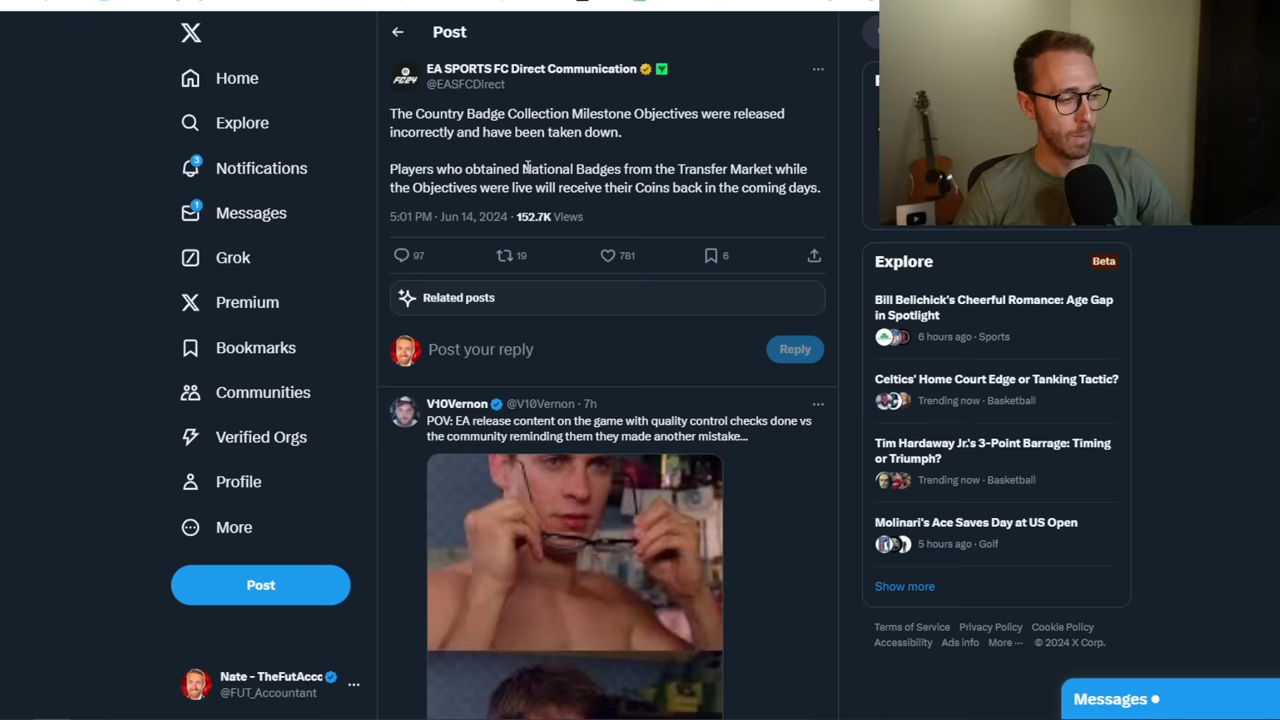 Post
Home
EA SPORTS FC Direct Communication
@EASFCDirect
Explore
The Country Badge Collection Milestone Objectives were released
incorrectly and have been taken down.
Notifications
3
Players who obtained National Badges from the Transfer Market while
the Objectives were live will receive their Coins back in the coming days.
Messages
1
5:01 PM · Jun 14, 2024 · 152.7K Views
Grok
97
19
781
6
Explore
Beta
Premium
Related posts
Bill Belichick's Cheerful Romance: Age Gap
in Spotlight
6 hours ago · Sports
Bookmarks
Post your reply
Reply
Celtics' Home Court Edge or Tanking Tactic?
Trending now · Basketball
Communities
V10Vernon @V10Vernon · 7h
POV: EA release content on the game with quality control checks done vs
the community reminding them they made another mistake...
Verified Orgs
Tim Hardaway Jr.'s 3-Point Barrage: Timing
or Triumph?
Trending now · Basketball
Profile
More
Molinari's Ace Saves Day at US Open
5 hours ago · Golf
Post
Show more
Terms of Service Privacy Policy Cookie Policy
Accessibility Ads info More ··· © 2024 X Corp.
Nate - TheFutAcc
@FUT_Accountant
Messages